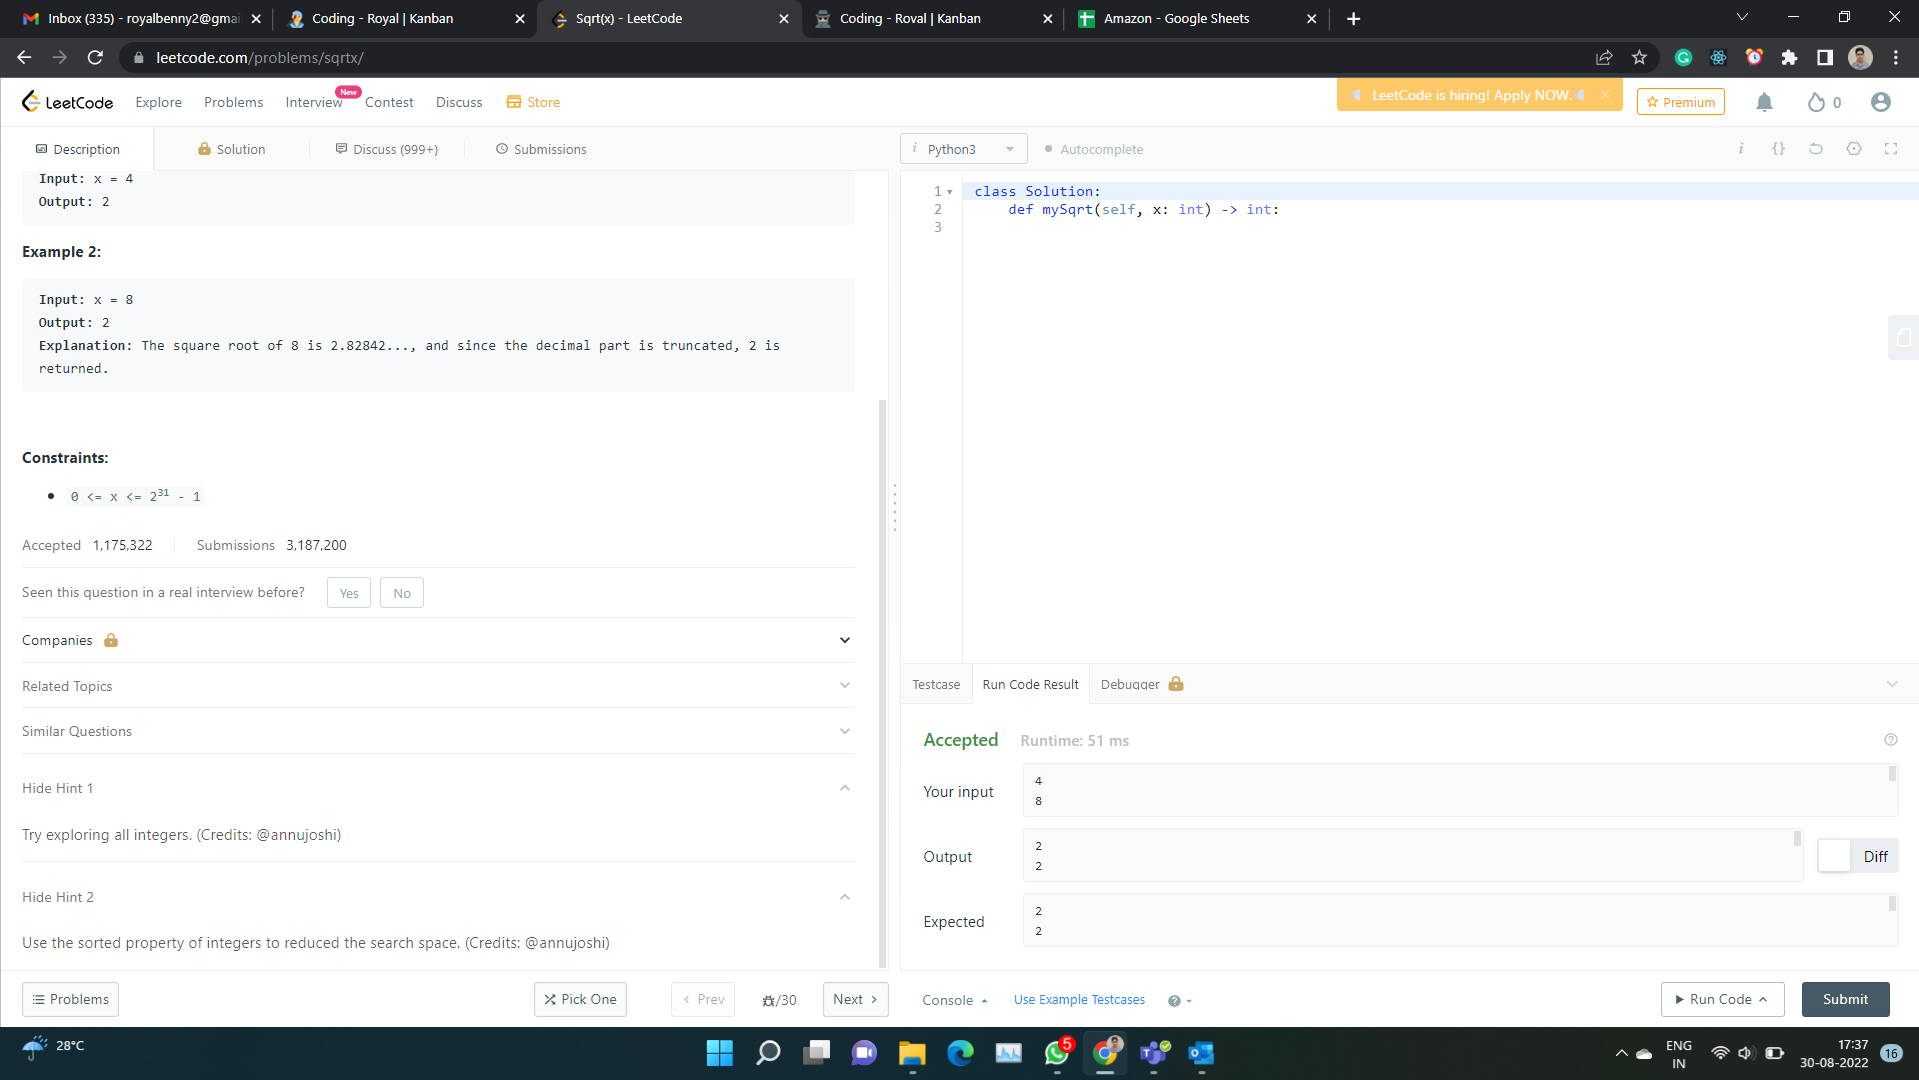 Inbox (335) - royalbenny2@gmai
Coding - Royal | Kanban
Sqrt(x) - LeetCode
Coding - Royal | Kanban
Amazon - Google Sheets
leetcode.com/problems/sqrtx/
LeetCode
Explore
Problems
Interview
New
Contest
Discuss
Store
LeetCode is hiring! Apply NOW.
Premium
0
Description
Solution
Discuss (999+)
Submissions
Input: x = 4
Output: 2
Example 2:
Input: x = 8
Output: 2
Explanation: The square root of 8 is 2.82842..., and since the decimal part is truncated, 2 is
returned.
Constraints:
0 <= x <= 2³¹ - 1
Accepted 1,175,322
Submissions 3,187,200
Seen this question in a real interview before?
Yes
No
Companies
Related Topics
Similar Questions
Hide Hint 1
Try exploring all integers. (Credits: @annujoshi)
Hide Hint 2
Use the sorted property of integers to reduced the search space. (Credits: @annujoshi)
Problems
Pick One
Prev
/30
Next
i Python3
Autocomplete
i
{}
1 class Solution:
2 def mySqrt(self, x: int) -> int:
3
Testcase
Run Code Result
Debugger
Accepted
Runtime: 51 ms
Your input
4
8
Output
2
2
Diff
Expected
2
2
Console
Use Example Testcases
Run Code
Submit
28°C
5
ENG
IN
17:37
30-08-2022
16